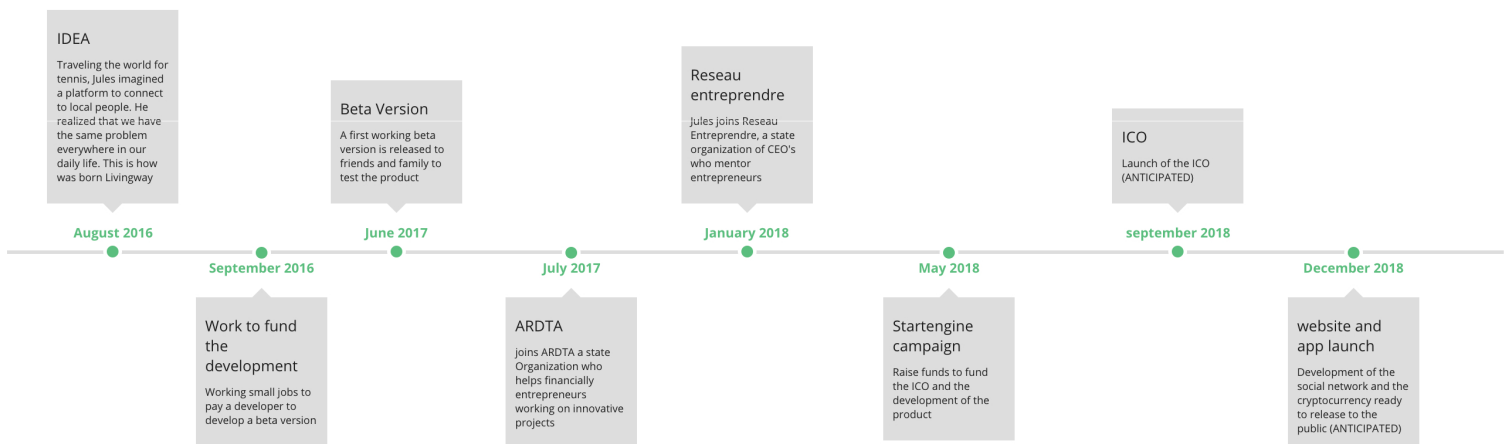 IDEA
Traveling the world for
tennis, Jules imagined
a platform to connect
to local people. He
realized that we have
the same problem
everywhere in our
daily life. This is how
was born Livingway
August 2016
September 2016
Work to fund
the
development
Working small jobs to
pay a developer to
develop a beta version
Beta Version
A first working beta
version is released to
friends and family to
test the product
June 2017
July 2017
ARDTA
joins ARDTA a state
Organization who
helps financially
entrepreneurs
working on innovative
projects
Reseau
entreprendre
Jules joins Reseau
Entreprendre, a state
organization of CEO's
who mentor
entrepreneurs
January 2018
May 2018
Startengine
campaign
Raise funds to fund
the ICO and the
development of the
product
ICO
Launch of the ICO
(ANTICIPATED)
september 2018
December 2018
website and
app launch
Development of the
social network and the
cryptocurrency ready
to release to the
public (ANTICIPATED)